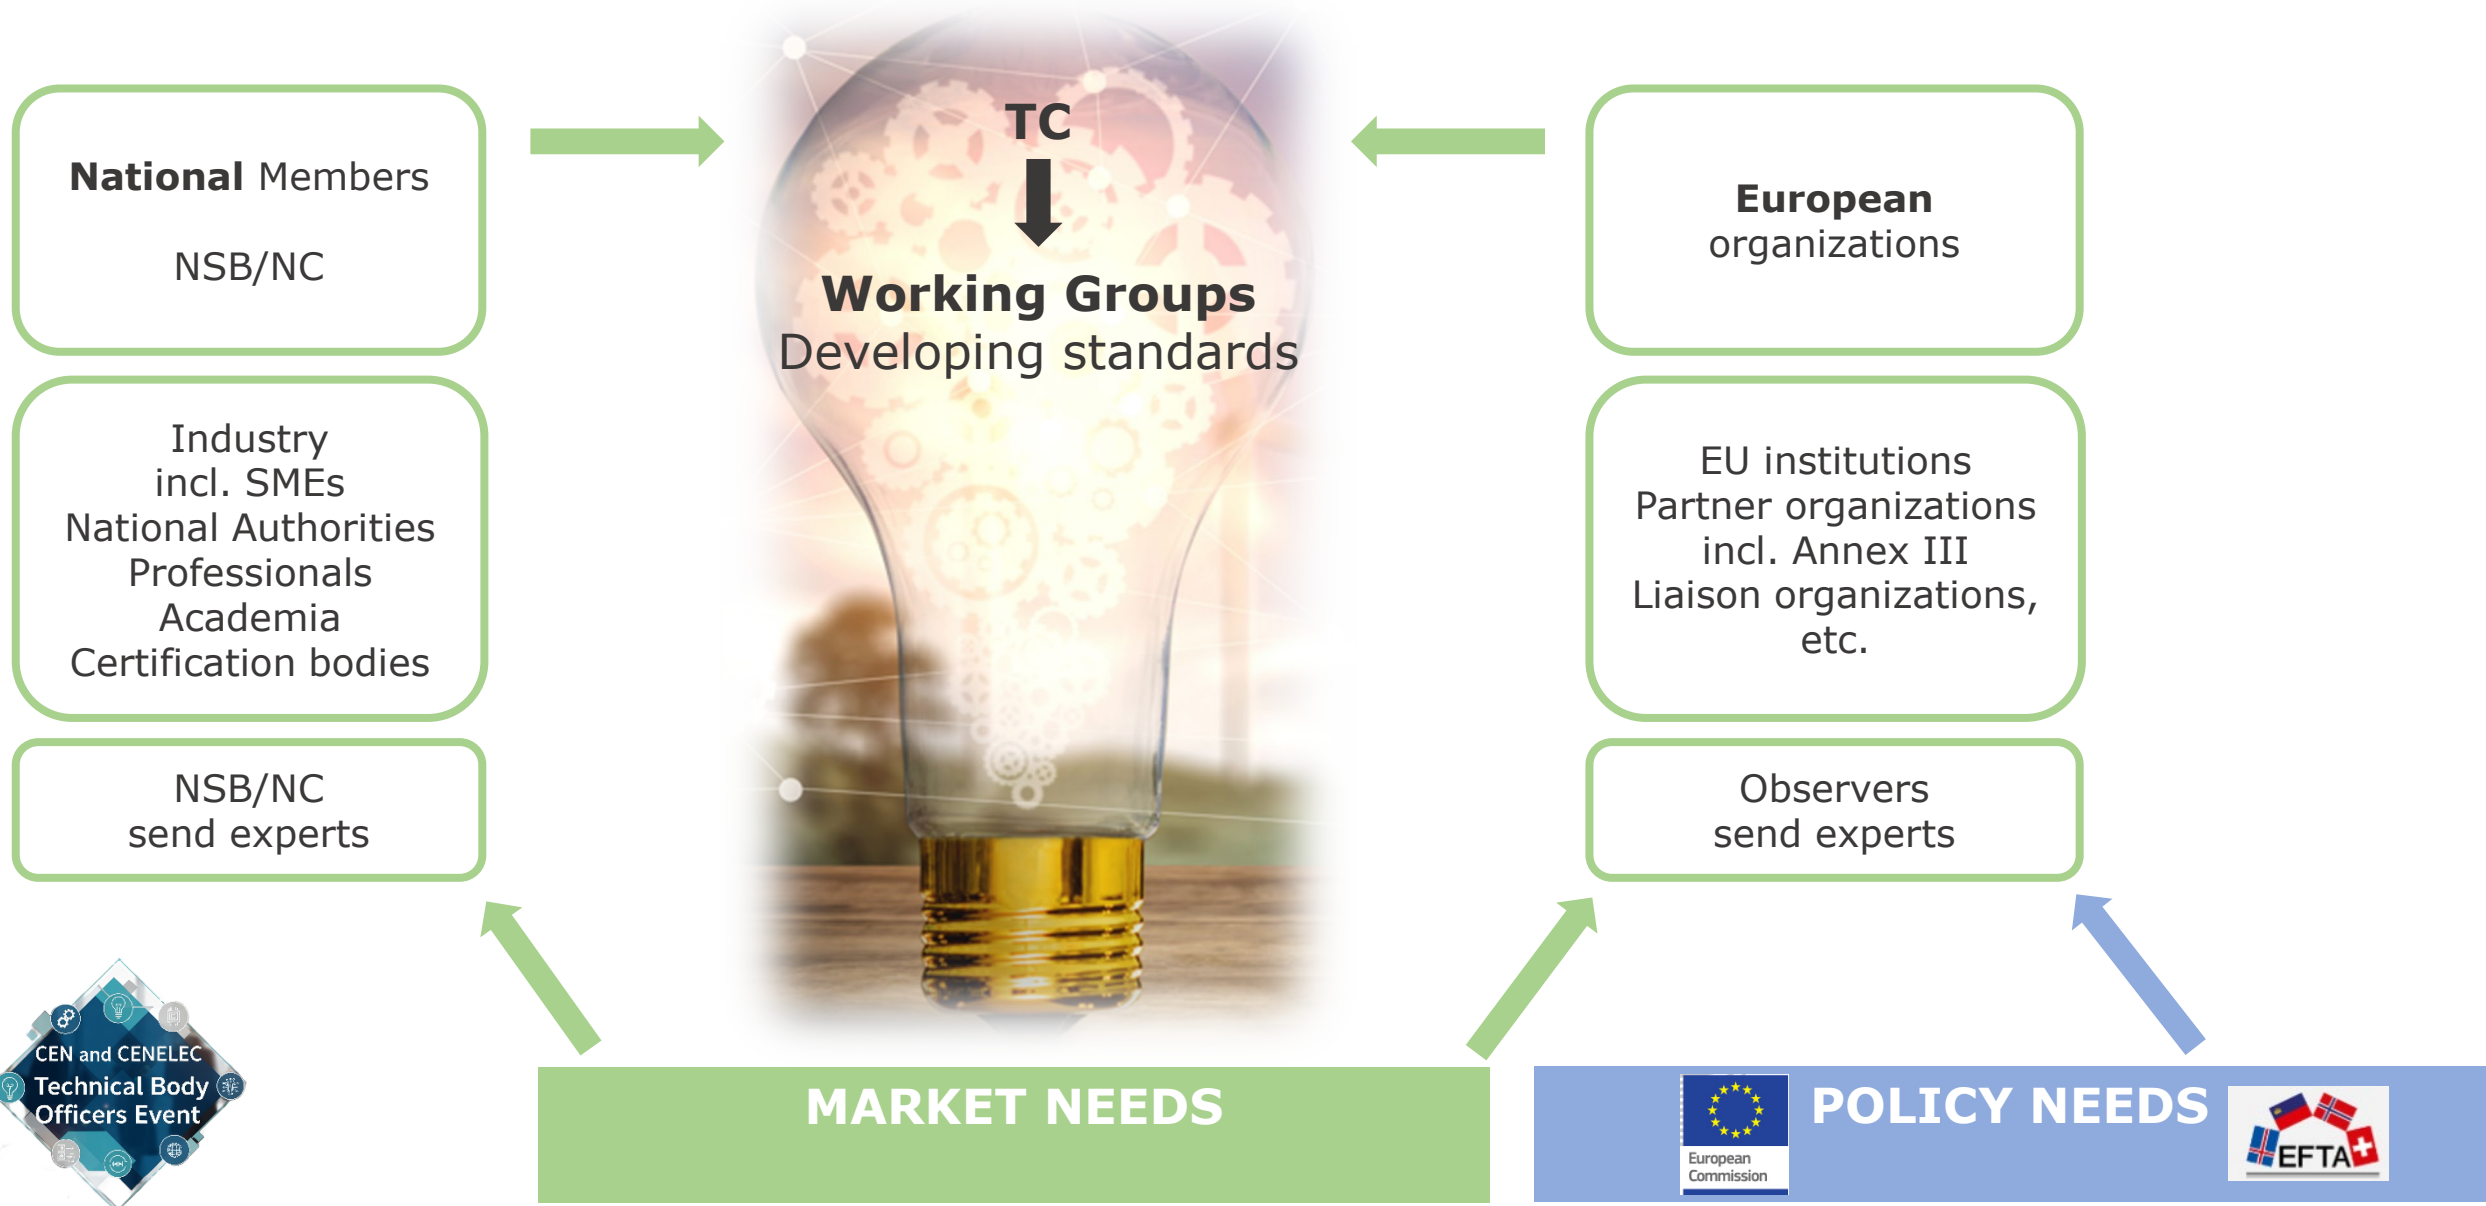 National Members
NSB/NC
Industry
incl. SMEs
National Authorities
Professionals
Academia
Certification bodies
NSB/NC
send experts
TC
Working Groups
Developing standards
European
organizations
EU institutions
Partner organizations
incl. Annex III
Liaison organizations,
etc.
Observers
send experts
CEN and CENELEC
Technical Body
Officers Event
MARKET NEEDS
POLICY NEEDS
European
Commission
EFTA